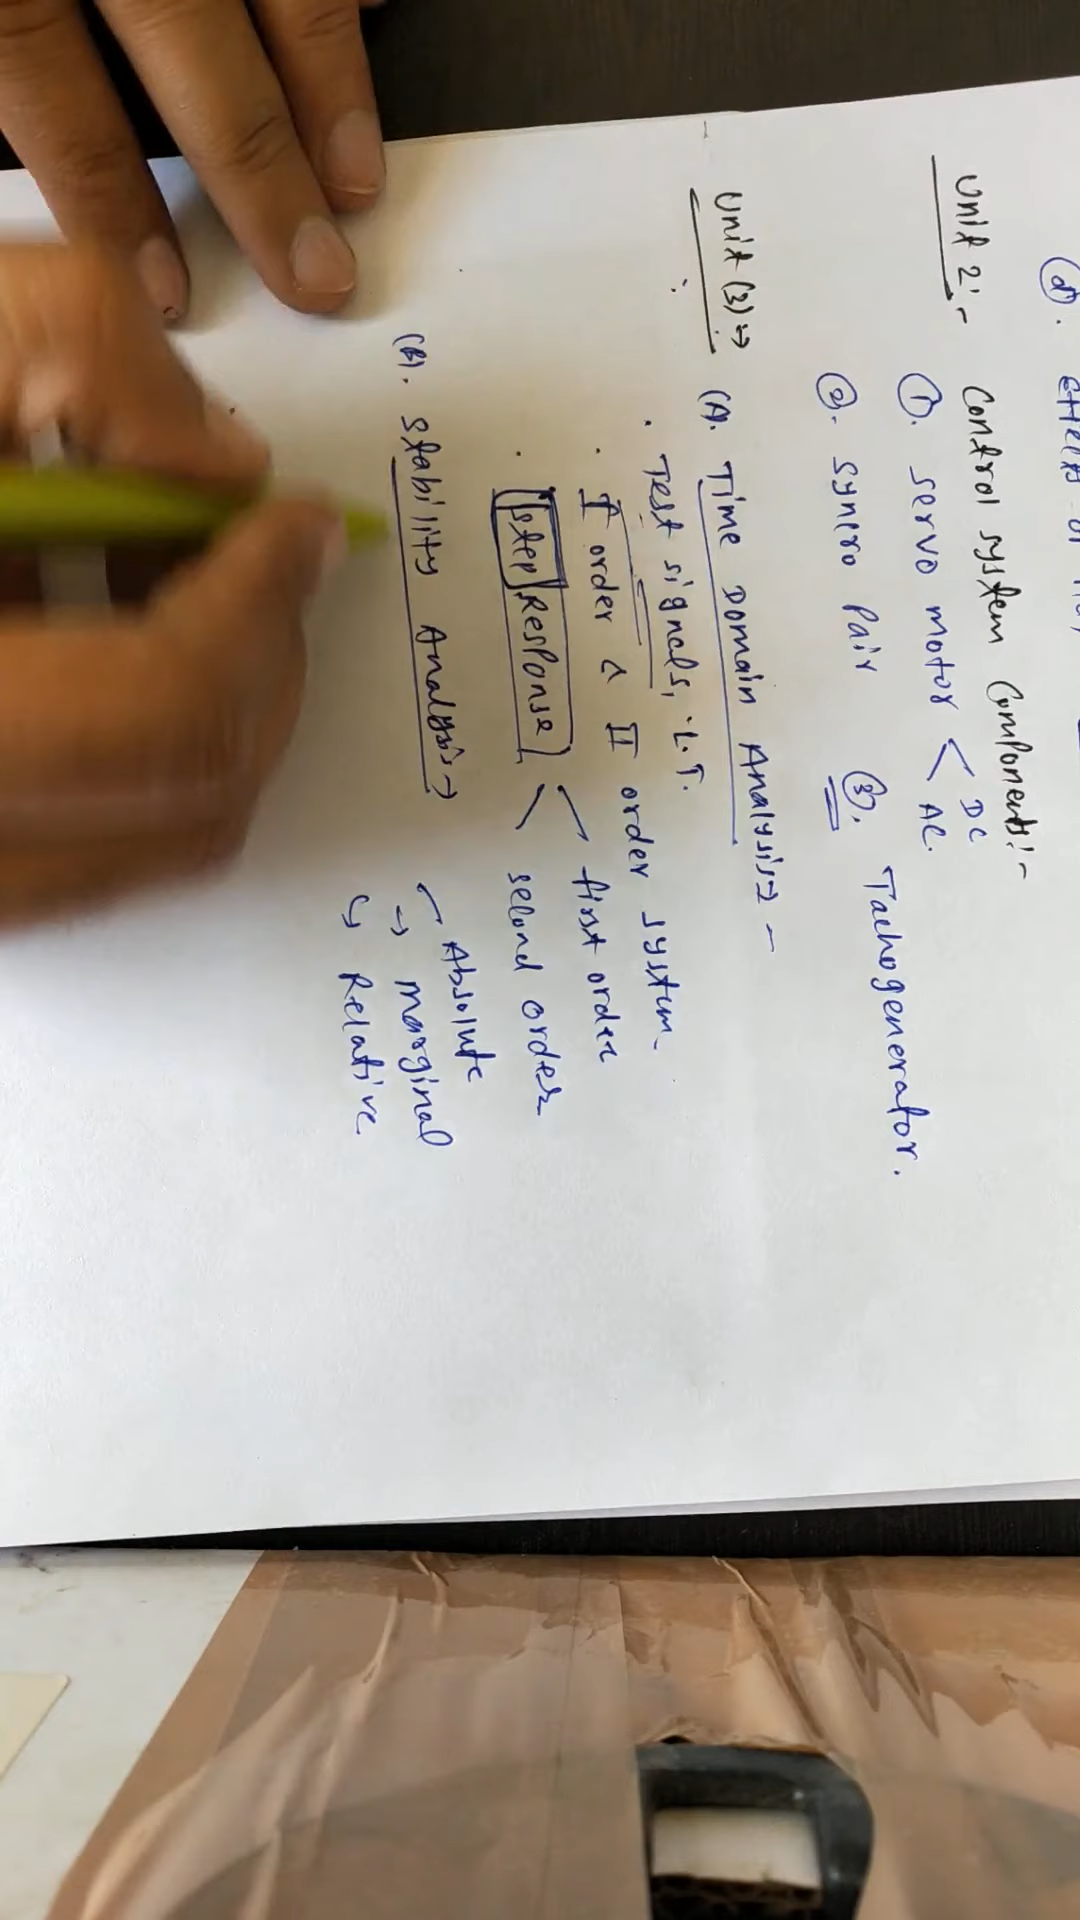 (d).
Unit 2:- Control system Components:-
①. servo motor < DC
AC.
②. synero Pair ③. Tachogenerator.
Unit (3) → (A). Time Domain Analysis → -
. Test signals, L.T.
. I order & II order system.
. Step Response < first order
second order
(B). Stability Analysis → Absolute
→ marginal
↳ Relative.